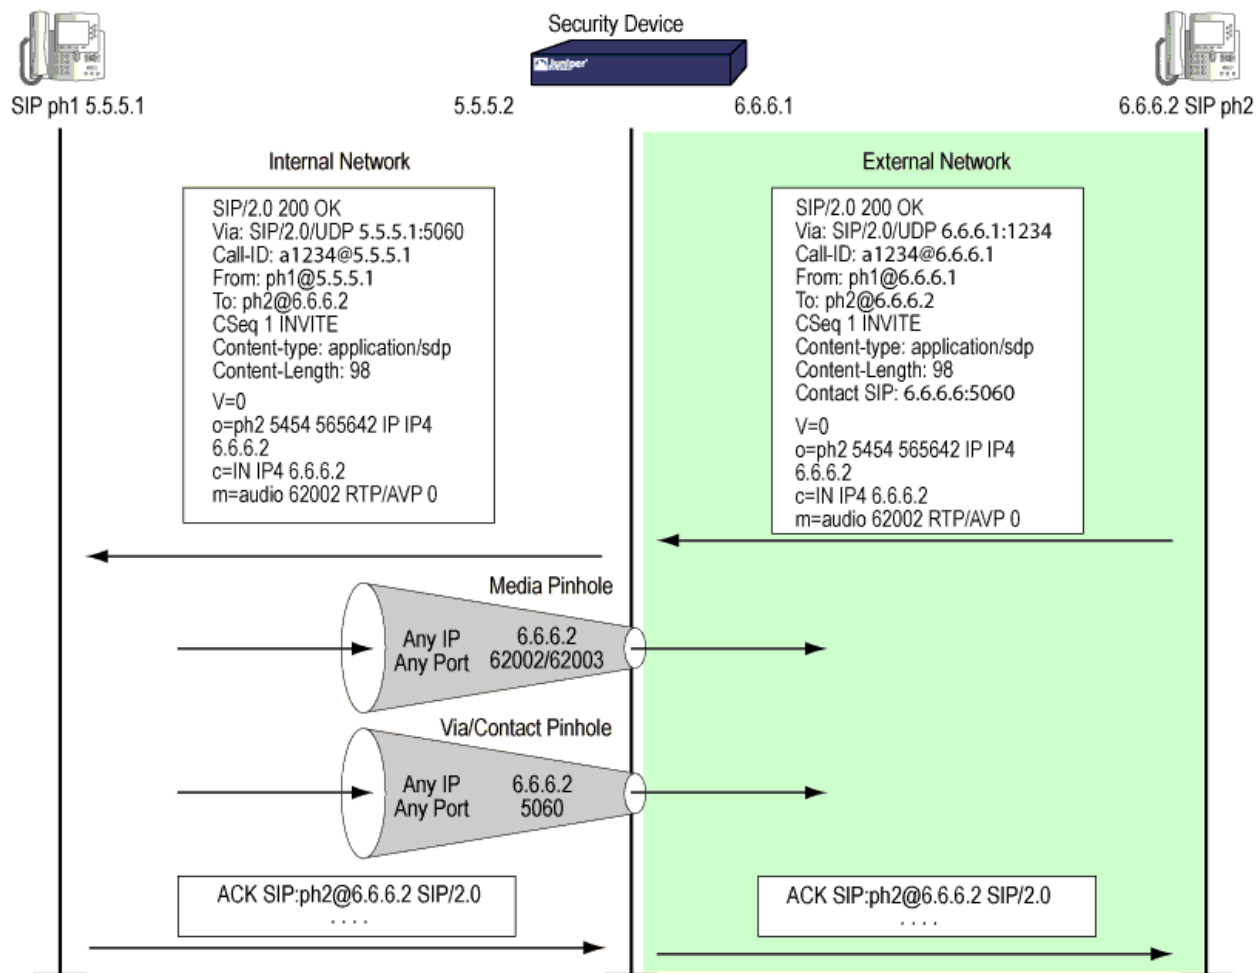 Security Device
Juniper
SIP ph1 5.5.5.1
5.5.5.2
6.6.6.1
6.6.6.2 SIP ph2
Internal Network
SIP/2.0 200 OK
Via: SIP/2.0/UDP 5.5.5.1:5060
Call-ID: a1234@5.5.5.1
From: ph1@5.5.5.1
To: ph2@6.6.6.2
CSeq 1 INVITE
Content-type: application/sdp
Content-Length: 98
V=0
o=ph2 5454 565642 IP IP4
6.6.6.2
c=IN IP4 6.6.6.2
m=audio 62002 RTP/AVP 0
External Network
SIP/2.0 200 OK
Via: SIP/2.0/UDP 6.6.6.1:1234
Call-ID: a1234@6.6.6.1
From: ph1@6.6.6.1
To: ph2@6.6.6.2
CSeq 1 INVITE
Content-type: application/sdp
Content-Length: 98
Contact SIP: 6.6.6.6:5060
V=0
o=ph2 5454 565642 IP IP4
6.6.6.2
c=IN IP4 6.6.6.2
m=audio 62002 RTP/AVP 0
Media Pinhole
Any IP
Any Port
6.6.6.2
62002/62003
Via/Contact Pinhole
Any IP
Any Port
6.6.6.2
5060
ACK SIP:ph2@6.6.6.2 SIP/2.0
. . . .
ACK SIP:ph2@6.6.6.2 SIP/2.0
. . . .